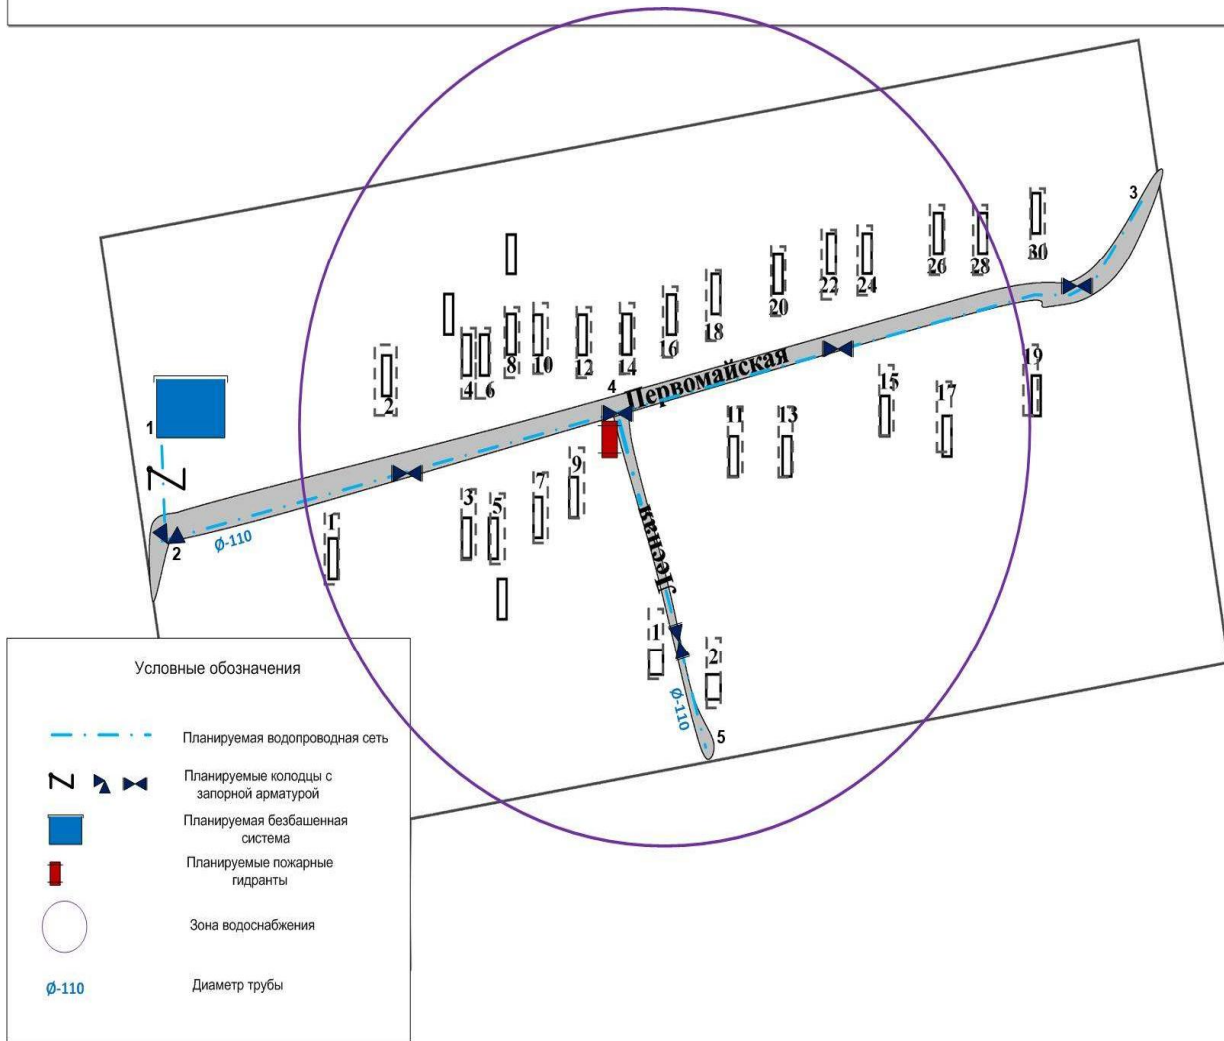 3
26
28
30
22
24
20
18
16
8
10
12
14
4
6
2
4
Первомайская
15
17
19
11
13
1
2
Ø-110
9
7
3
5
1
Лесная
1
2
Ø-110
5
Условные обозначения
Планируемая водопроводная сеть
Планируемые колодцы с
запорной арматурой
Планируемая безбашенная
система
Планируемые пожарные
гидранты
Зона водоснабжения
Ø-110
Диаметр трубы